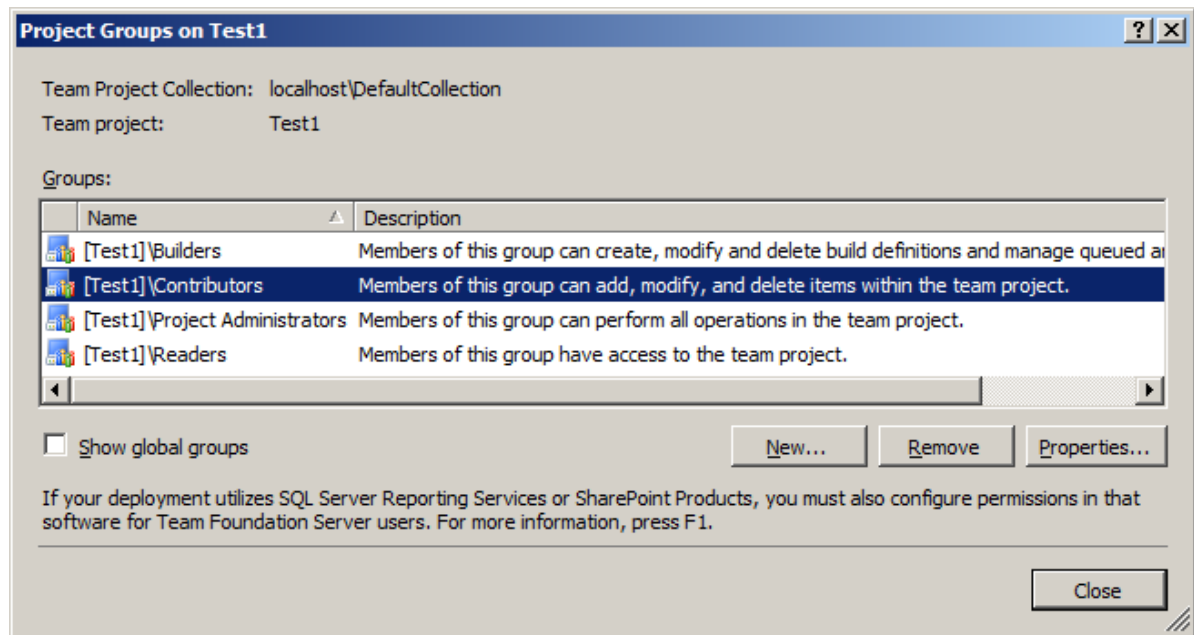 Project Groups on Test1
Team Project Collection: localhost\DefaultCollection
Team project: Test1
Groups:
Name Description
[Test1]\Builders Members of this group can create, modify and delete build definitions and manage queued
[Test1]\Contributors Members of this group can add, modify, and delete items within the team project.
[Test1]\Project Administrators Members of this group can perform all operations in the team project.
[Test1]\Readers Members of this group have access to the team project.
Show global groups New... Remove Properties...
If your deployment utilizes SQL Server Reporting Services or SharePoint Products, you must also configure permissions in that
software for Team Foundation Server users. For more information, press F1.
Close